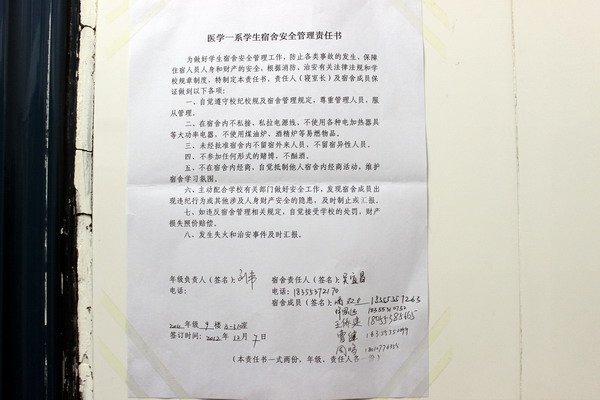 医学一系学生宿舍安全管理责任书
为做好学生宿舍安全管理工作，防止各类事故的发生，保障
住宿人员人身和财产的安全，根据消防、治安有关法律法规和学
校规章制度，特制定本责任书，责任人（寝室长）及宿舍成员保
证做到以下各项：
一、自觉遵守校纪校规及宿舍管理规定，尊重管理人员，服
从管理。
二、在宿舍内不私接、私拉电源线，不使用各种电加热器具
等大功率电器，不使用煤油炉、酒精炉等易燃物品。
三、未经批准宿舍内不留宿外来人员，不留宿异性人员。
四、不参加任何形式的赌博，不酗酒。
五、不在宿舍内经商，自觉抵制他人宿舍内经商活动，维护
宿舍学习氛围。
六、主动配合学校有关部门做好安全工作，发现宿舍成员出
现违纪行为或其他涉及人身财产安全的隐患，及时制止或汇报。
七、如违反宿舍管理相关规定，自觉接受学校的处罚，财产
损失照价赔偿。
八、发生失火和治安事件及时汇报。
年级负责人（签名）： 宿舍责任人（签名）：
电话： 电话：18355372170
宿舍成员（签名）：
年级 9 楼
签订时间：2012 年 12 月 7 日
（本责任书一式两份，年级、责任人各